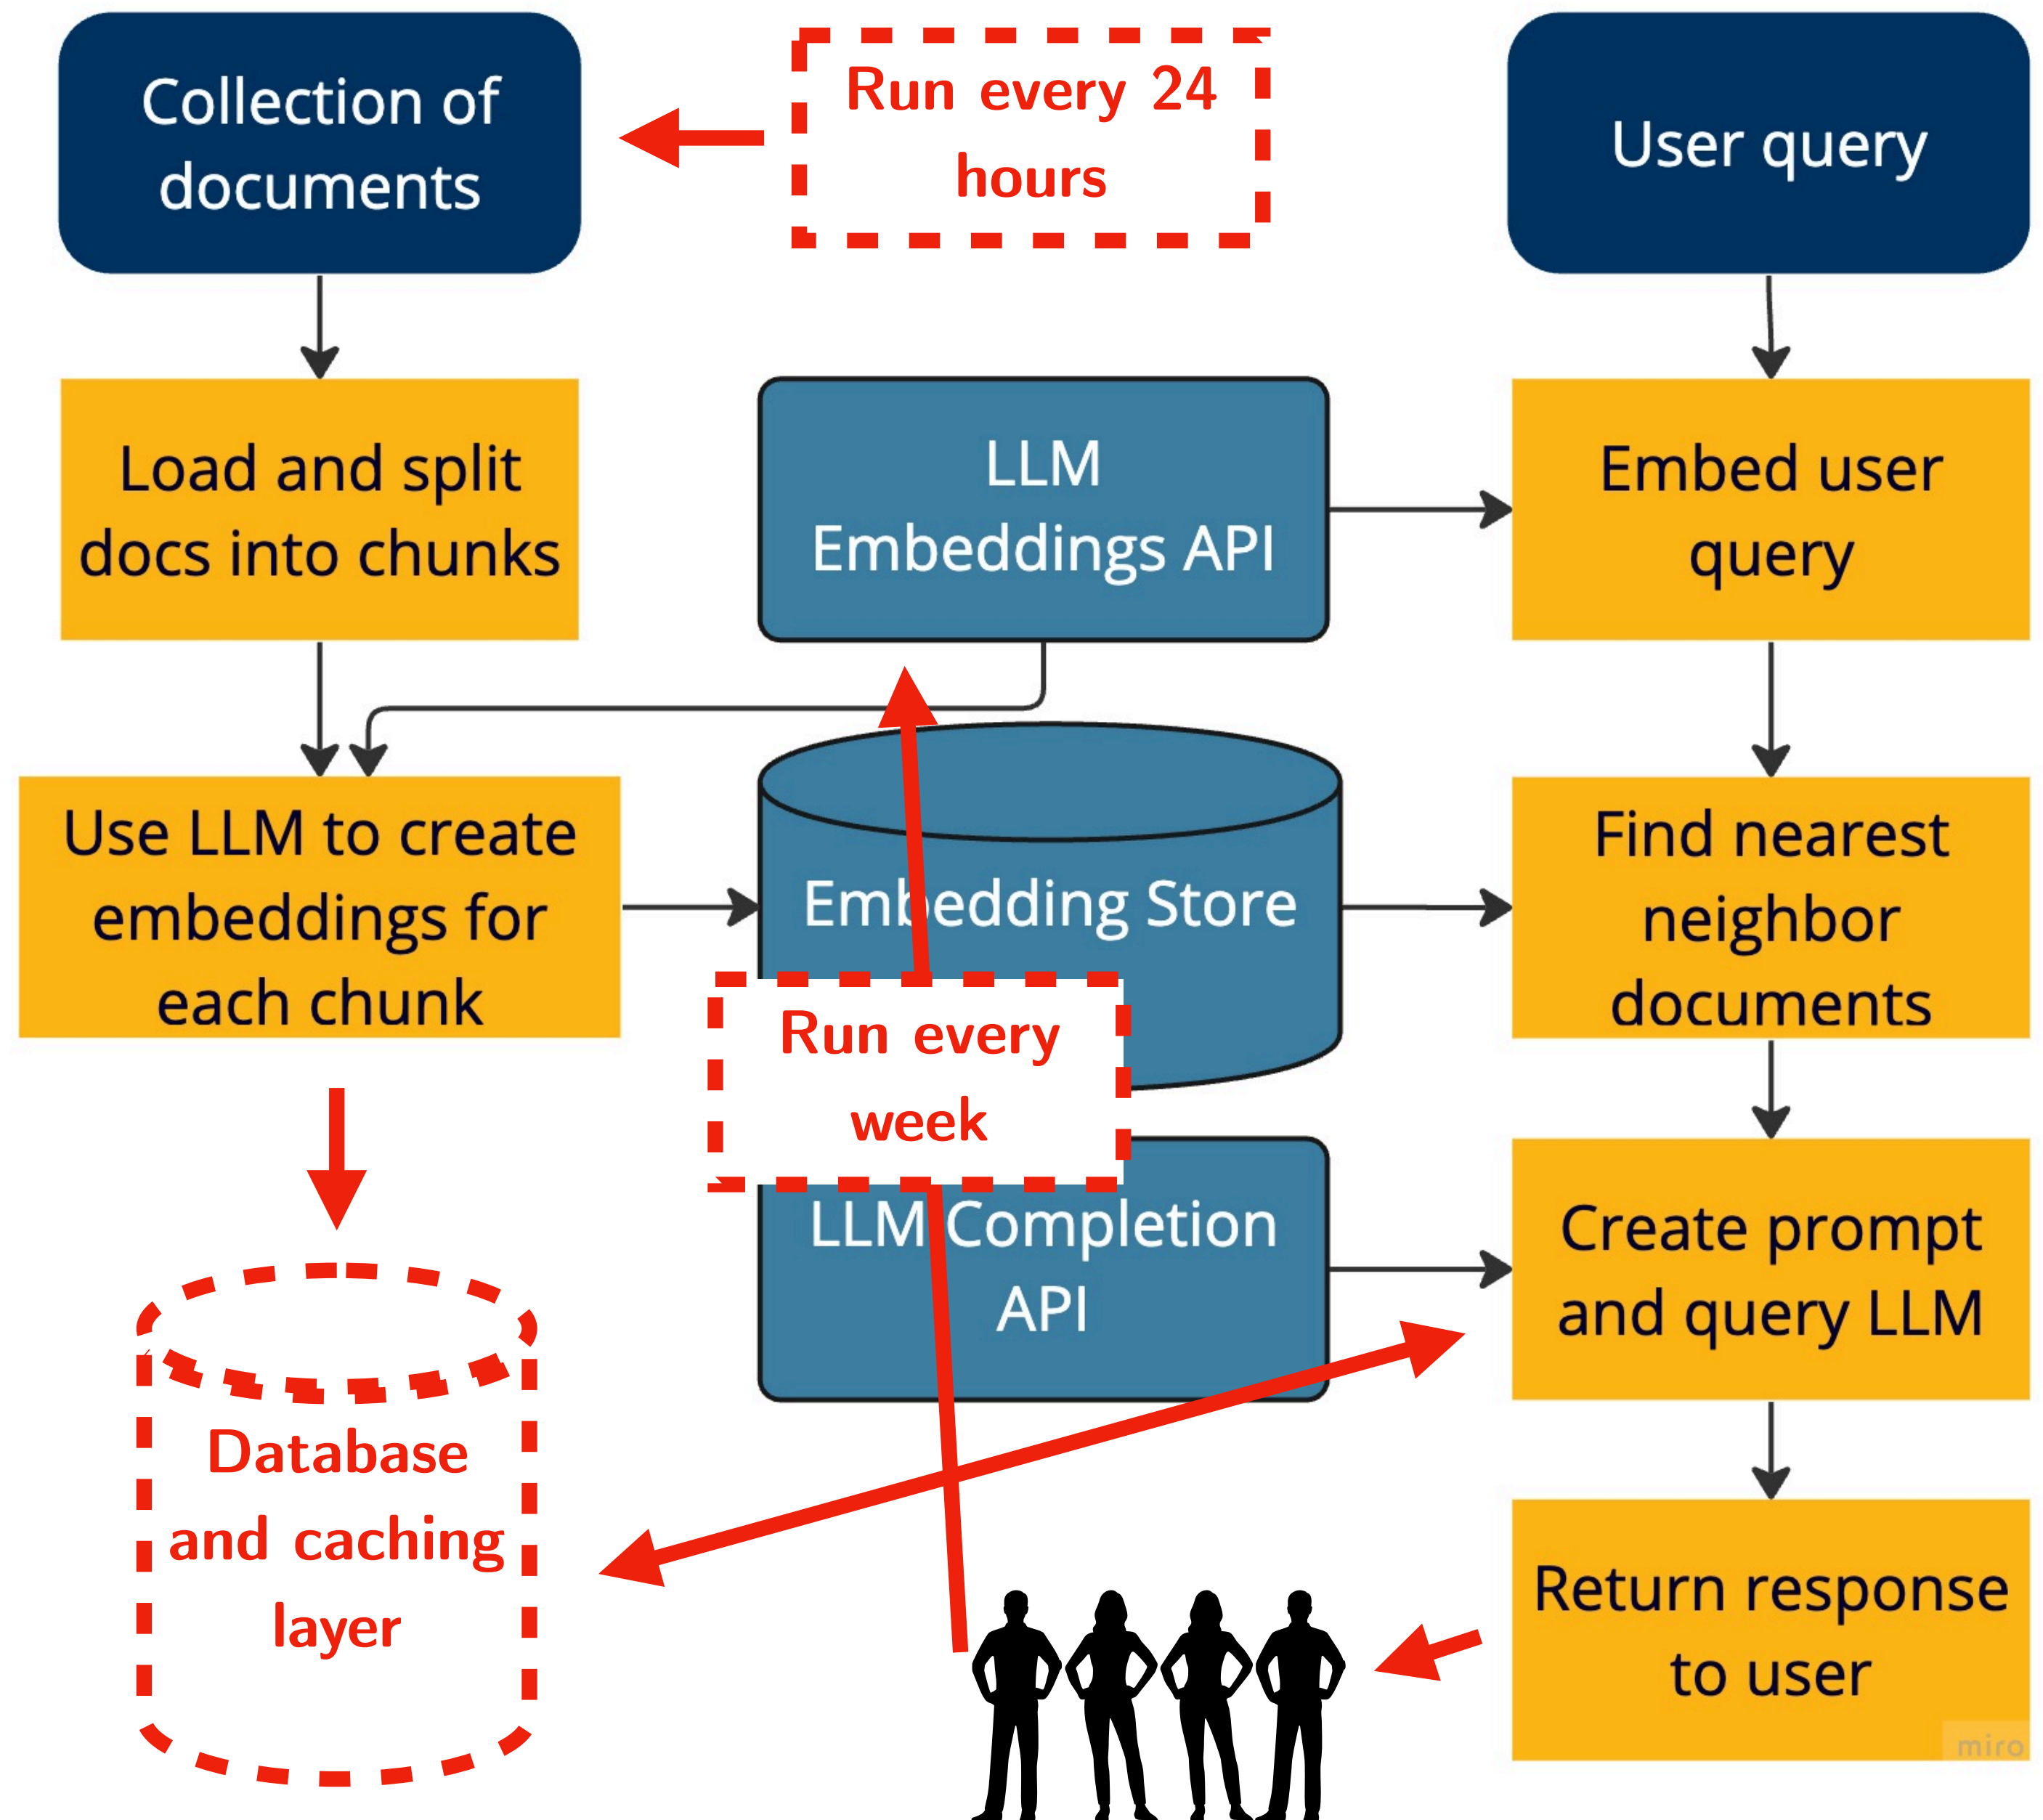 Collection of
documents
Run every 24
hours
User query
Load and split
docs into chunks
LLM
Embeddings API
Embed user
query
Use LLM to create
embeddings for
each chunk
Embedding Store
Find nearest
neighbor
documents
Run every
week
LLM Completion
API
Create prompt
and query LLM
Database
and caching
layer
Return response
to user
miro